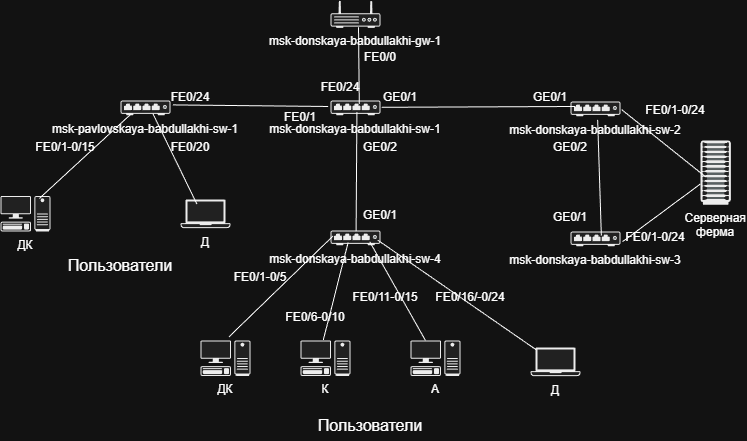 msk-donskaya-babdullakhi-gw-1
FE0/0
FE0/24
FE0/24
GE0/1
GE0/1
FE0/1-0/24
FE0/1
msk-pavlovskaya-babdullakhi-sw-1
msk-donskaya-babdullakhi-sw-1
msk-donskaya-babdullakhi-sw-2
FE0/1-0/15
FE0/20
GE0/2
GE0/2
GE0/1
GE0/1
Серверная
ферма
ДК
Д
FE0/1-0/24
Пользователи
msk-donskaya-babdullakhi-sw-4
msk-donskaya-babdullakhi-sw-3
FE0/1-0/5
FE0/6-0/10
FE0/11-0/15
FE0/16/-0/24
ДК
К
А
Д
Пользователи